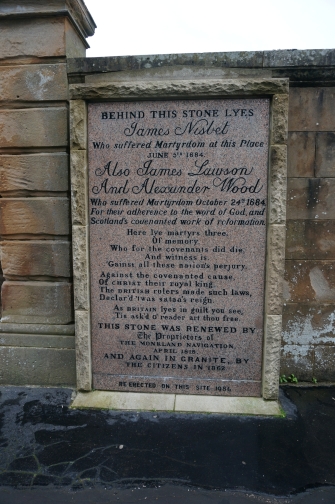 BEHIND THIS STONE LYES
James Nisbet
Who suffered Martyrdom at this Place
JUNE 5th 1684.
Also James Lawson
And Alexander Wood
Who suffered Martyrdom October 24th 1684.
For their adherence to the word of God, and
Scotland's covenanted work of reformation.
Here lye martyrs three,
Of memory,
Who for the covenants did die,
And witness is,
'Gainst all these nation's perjury,
Against the covenanted cause,
Of CHRIST their royal king,
The BRITISH rulers made such laws,
Declar'd 'twas satan's reign.
As BRITAIN lyes in guilt you see,
'Tis ask'd o' reader art thou free.
THIS STONE WAS RENEWED BY
The Proprietors of
THE MONKLAND NAVIGATION,
APRIL 1818.
AND AGAIN IN GRANITE, BY
THE CITIZENS IN 1862.
RE ERECTED ON THIS SITE